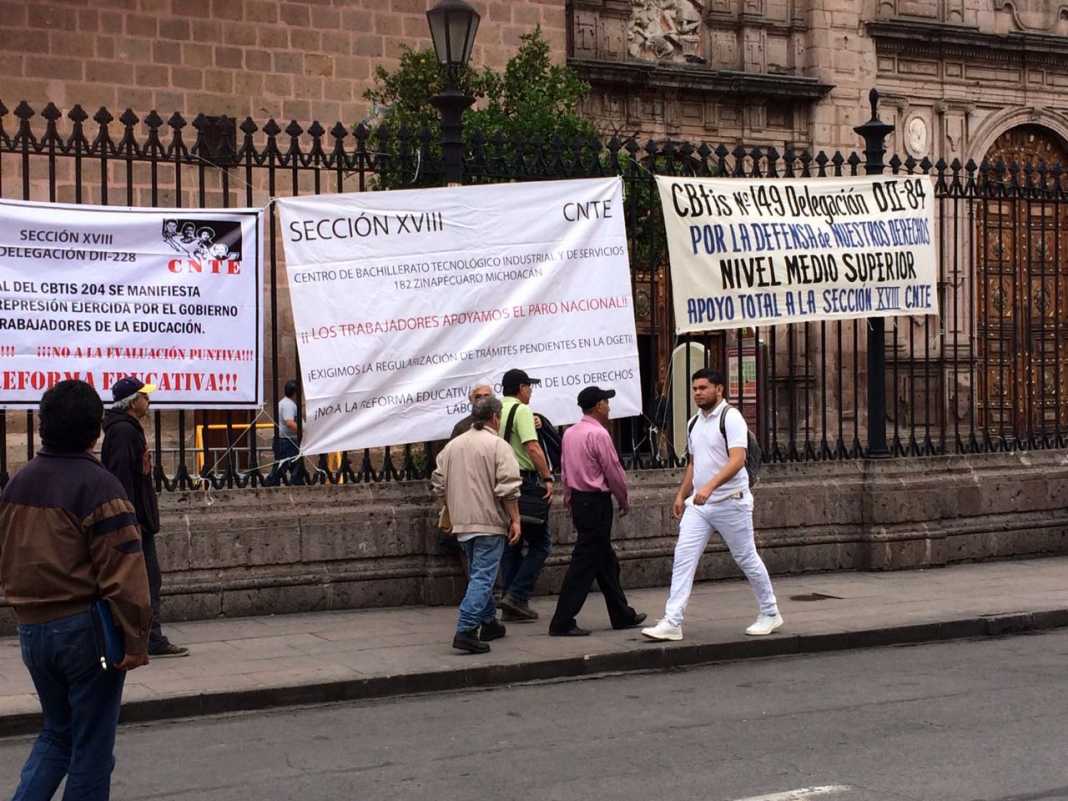 SECCIÓN XVIII
DELEGACIÓN DII-228
CNTE
AL DEL CBTIS 204 SE MANIFIESTA
REPRESIÓN EJERCIDA POR EL GOBIERNO
TRABAJADORES DE LA EDUCACIÓN.
!!! ¡¡¡NO A LA EVALUACIÓN PUNTIVA!!!
REFORMA EDUCATIVA!!!
SECCIÓN XVIII CNTE
CENTRO DE BACHILLERATO TECNOLÓGICO INDUSTRIAL Y DE SERVICIOS
182 ZINAPECUARO MICHOACÁN
¡¡LOS TRABAJADORES APOYAMOS EL PARO NACIONAL!!
¡EXIGIMOS LA REGULARIZACIÓN DE TRÁMITES PENDIENTES EN LA DGETI!
¡NO A LA REFORMA EDUCATIVA DE LOS DERECHOS
CBtis Nº 149 Delegación DII-84
POR LA DEFENSA de NUESTROS DERECHOS
NIVEL MEDIO SUPERIOR
APOYO TOTAL A LA SECCIÓN XVIII CNTE